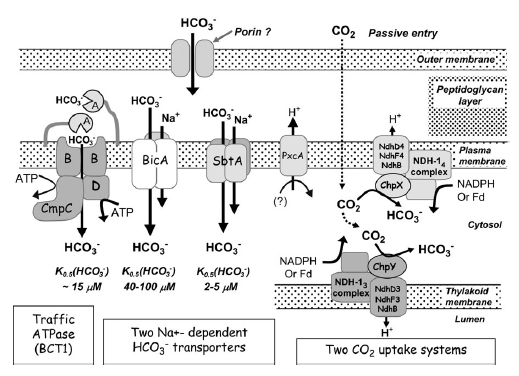 HCO₃⁻
Porin ?
CO₂
Passive entry
Outer membrane
Peptidoglycan
layer
HCO₃⁻
A
A
HCO₃⁻
B
B
D
CmpC
ATP
ATP
HCO₃⁻
HCO₃⁻
Na⁺
BicA
HCO₃⁻
HCO₃⁻
Na⁺
SbtA
HCO₃⁻
H⁺
PxcA
(?)
H⁺
NdhD4
NdhF4
NdhB
NDH-1₄
complex
ChpX
Plasma
membrane
NADPH
Or Fd
CO₂
HCO₃⁻
Cytosol
CO₂
HCO₃⁻
NADPH
Or Fd
ChpY
NDH-1₃
complex
NdhD3
NdhF3
NdhB
Thylakoid
membrane
Lumen
H⁺
K₀.₅(HCO₃⁻)
~ 15 μM
K₀.₅(HCO₃⁻)
40-100 μM
K₀.₅(HCO₃⁻)
2-5 μM
Traffic
ATPase
(BCT1)
Two Na+- dependent
HCO₃⁻ transporters
Two CO₂ uptake systems